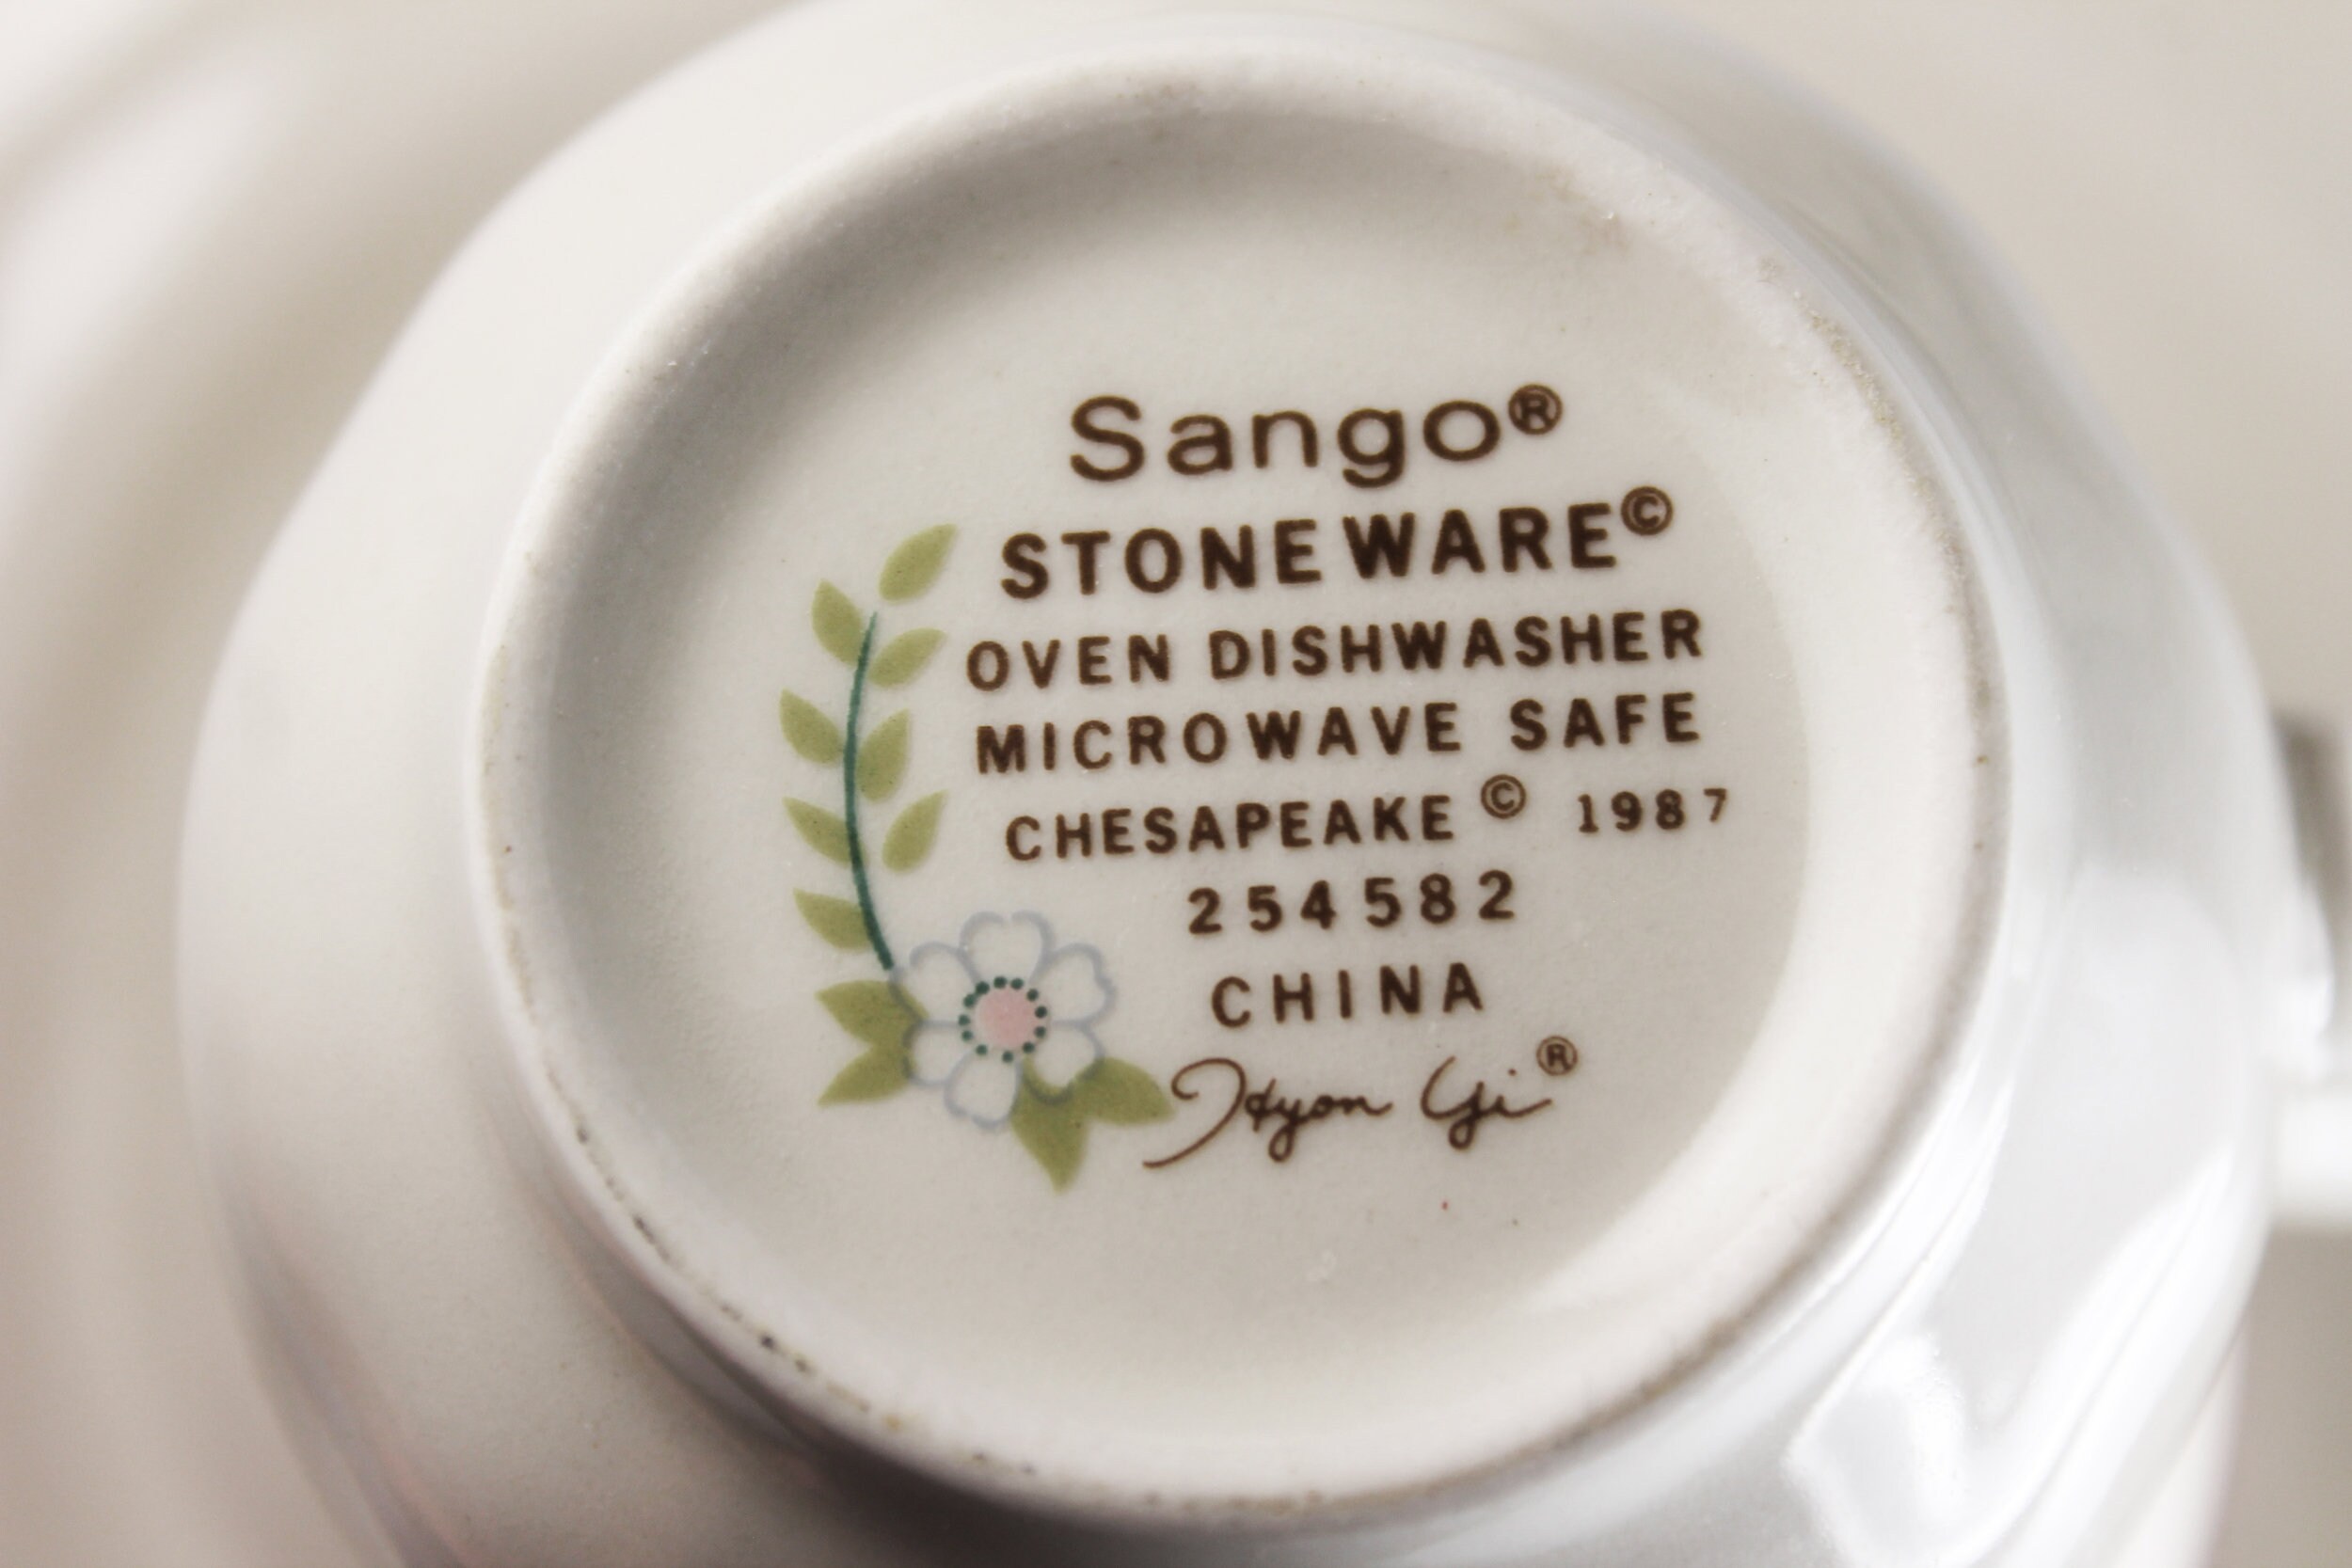 Sango®
STONEWARE©
OVEN DISHWASHER
MICROWAVE SAFE
CHESAPEAKE © 1987
254582
CHINA
Hyon Yi®